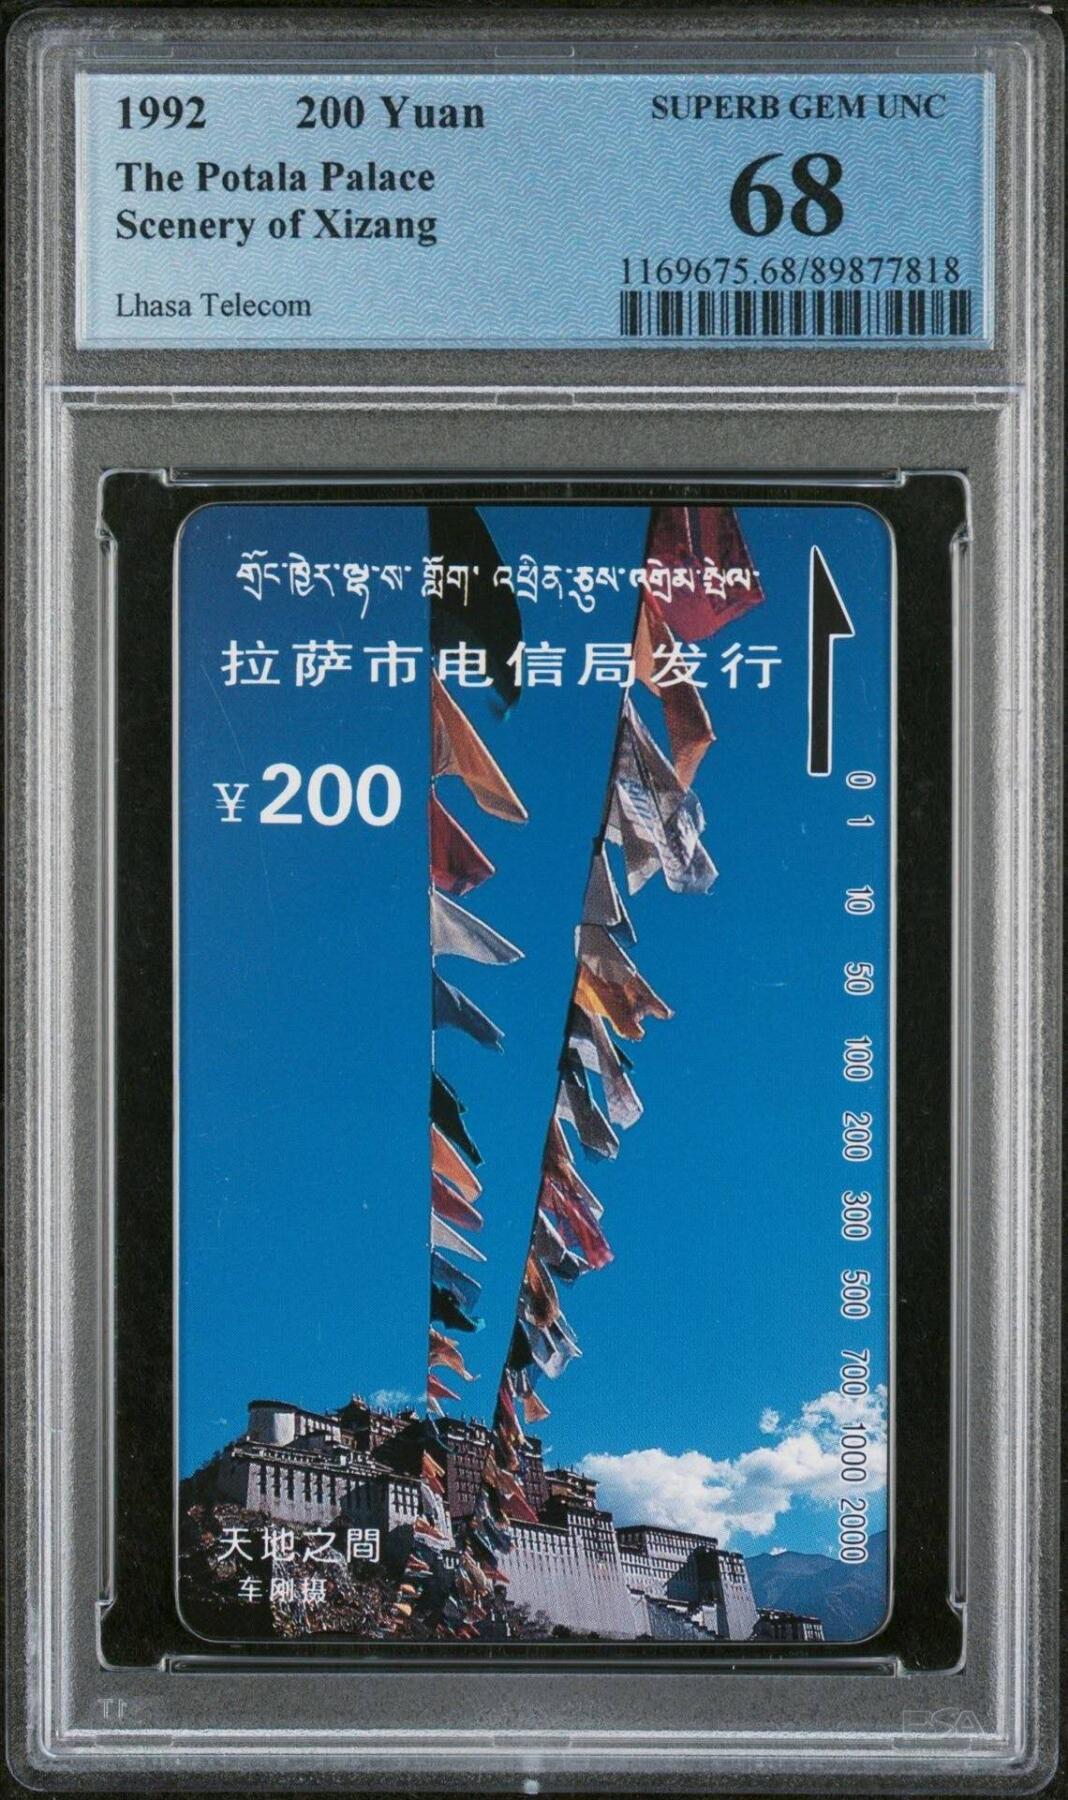 1992 200 Yuan
SUPERB GEM UNC
The Potala Palace
Scenery of Xizang
68
Lhasa Telecom
1169675.68/89877818
གྲོང་ཁྱེར་ལྷ་ས་གློག་འཕྲིན་ཅུས་འགྲེམ་སྤེལ་
拉萨市电信局发行
¥200
0
1
10
50
100
200
300
500
700
1000
2000
天地之間
车刚摄